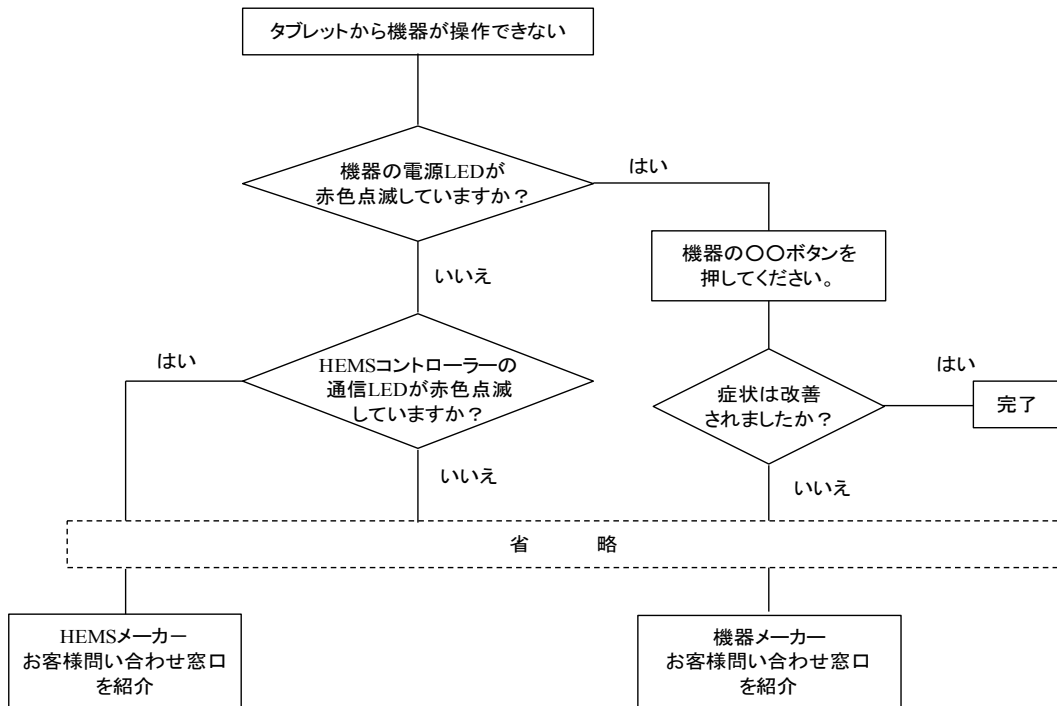 タブレットから機器が操作できない
機器の電源LEDが
赤色点滅していますか？
はい
機器の〇〇ボタンを
押してください。
いいえ
はい
HEMSコントローラーの
通信LEDが赤色点滅
していますか？
症状は改善
されましたか？
はい
完了
いいえ
いいえ
省　　略
HEMSメーカー
お客様問い合わせ窓口
を紹介
機器メーカー
お客様問い合わせ窓口
を紹介